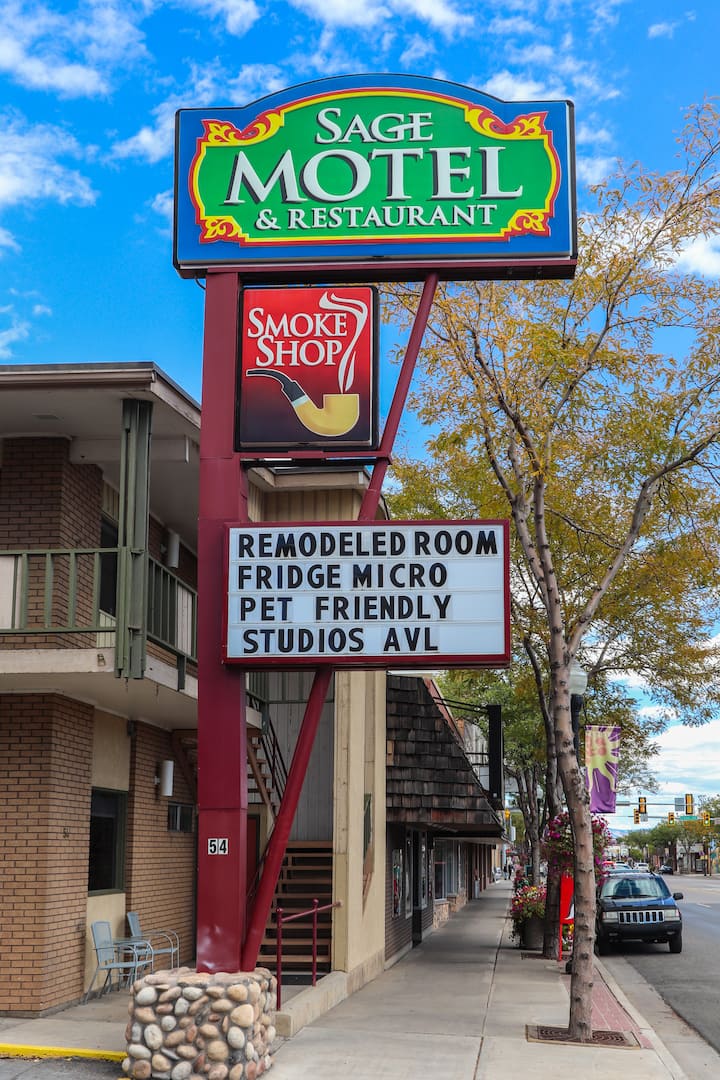 SAGE
MOTEL
& RESTAURANT
SMOKE
SHOP
REMODELED ROOM
FRIDGE MICRO
PET FRIENDLY
STUDIOS AVL
54